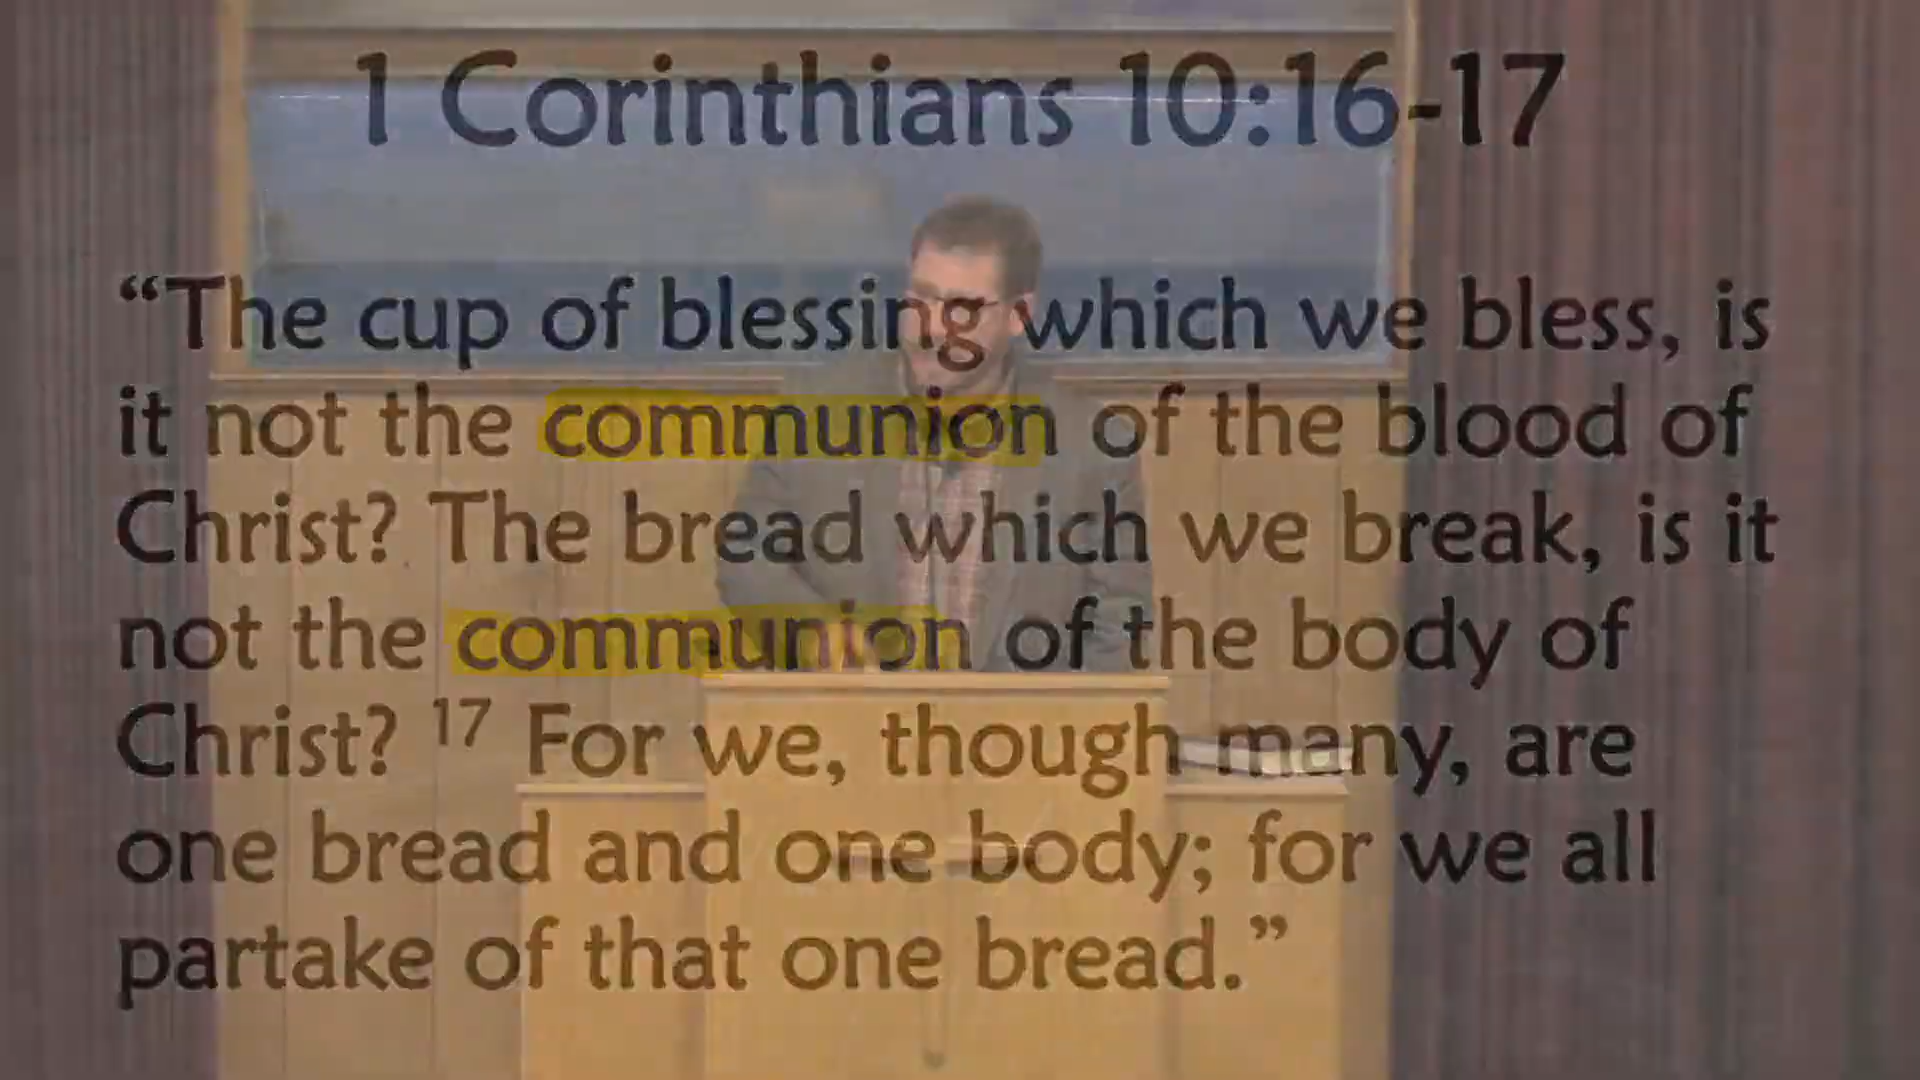 1 Corinthians 10:16-17
“The cup of blessing which we bless, is
it not the communion of the blood of
Christ? The bread which we break, is it
not the communion of the body of
Christ? 17 For we, though many, are
one bread and one body; for we all
partake of that one bread.”